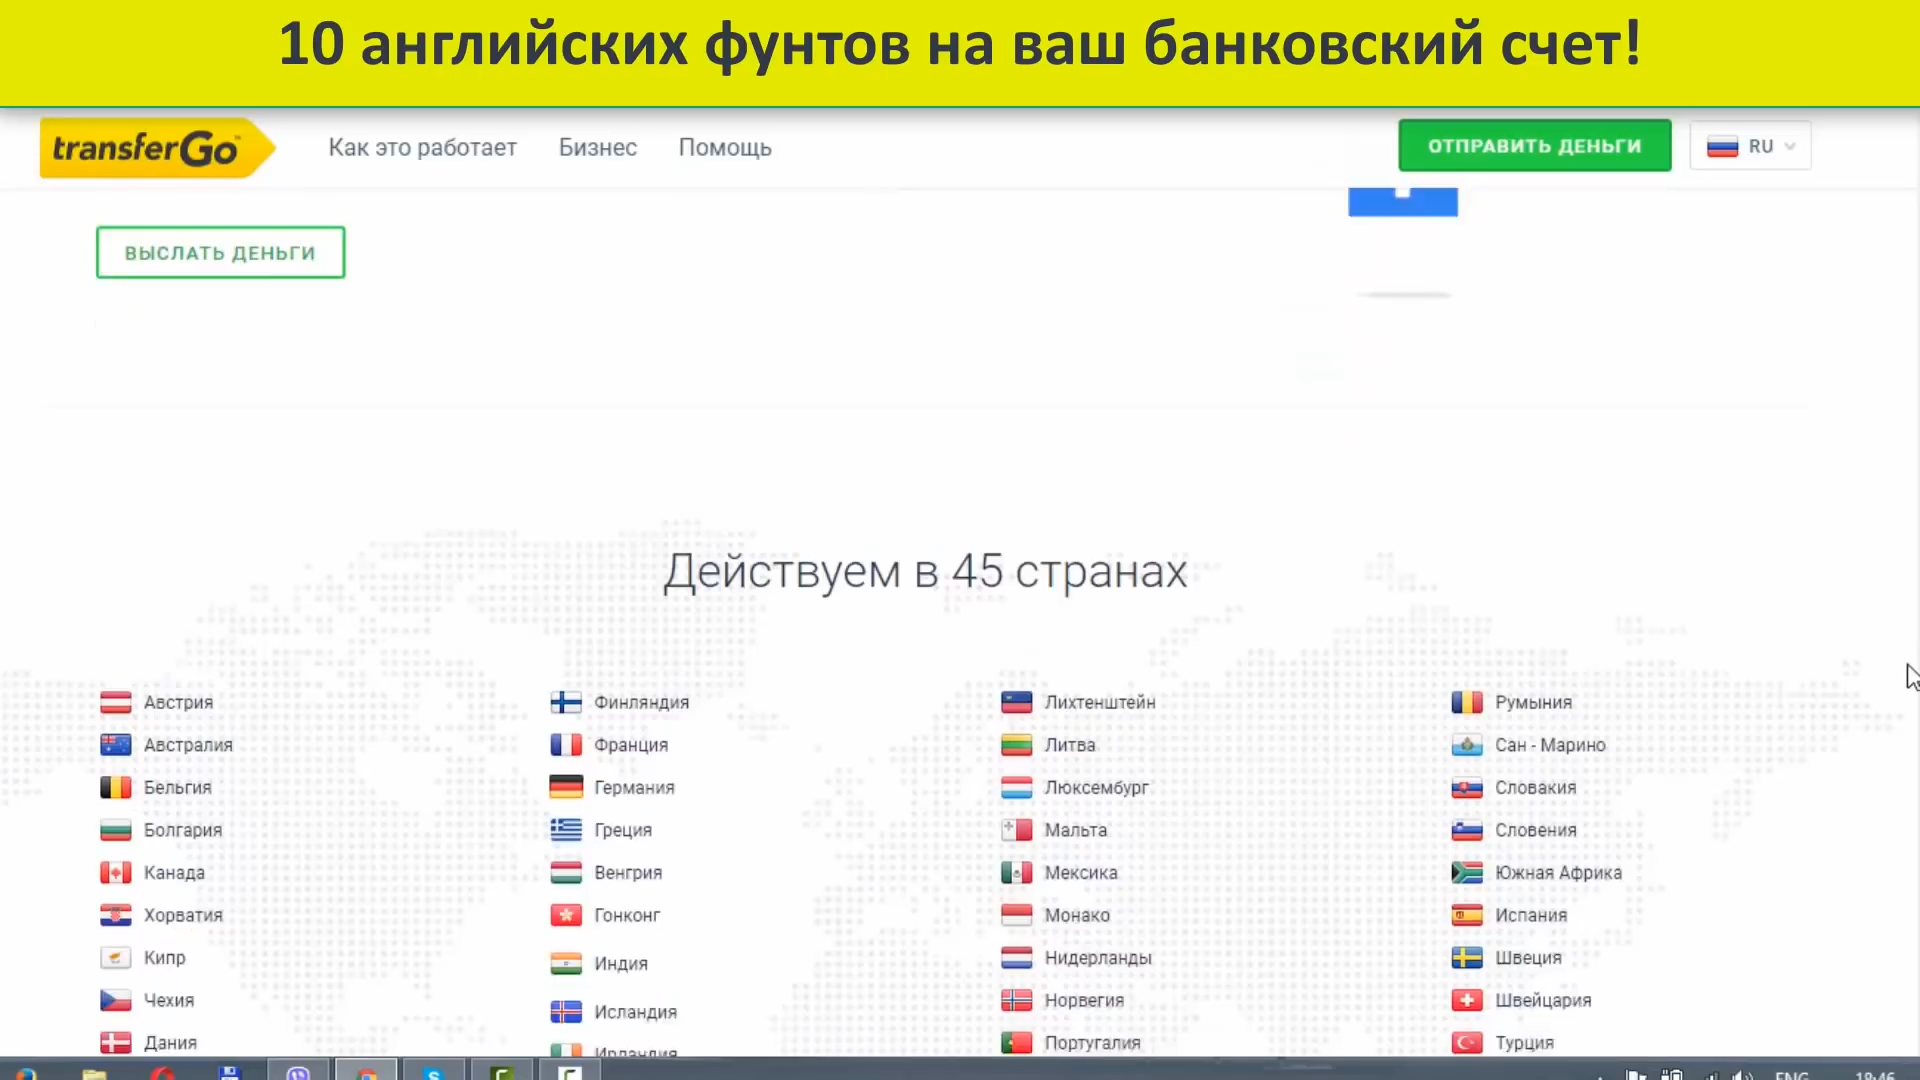 10 английских фунтов на ваш банковский счет!
transferGo
Как это работает
Бизнес
Помощь
ОТПРАВИТЬ ДЕНЬГИ
RU
ВЫСЛАТЬ ДЕНЬГИ
Действуем в 45 странах
Австрия
Австралия
Бельгия
Болгария
Канада
Хорватия
Кипр
Чехия
Дания
Финляндия
Франция
Германия
Греция
Венгрия
Гонконг
Индия
Исландия
Ирландия
Лихтенштейн
Литва
Люксембург
Мальта
Мексика
Монако
Нидерланды
Норвегия
Португалия
Румыния
Сан - Марино
Словакия
Словения
Южная Африка
Испания
Швеция
Швейцария
Турция
ENG
18:46